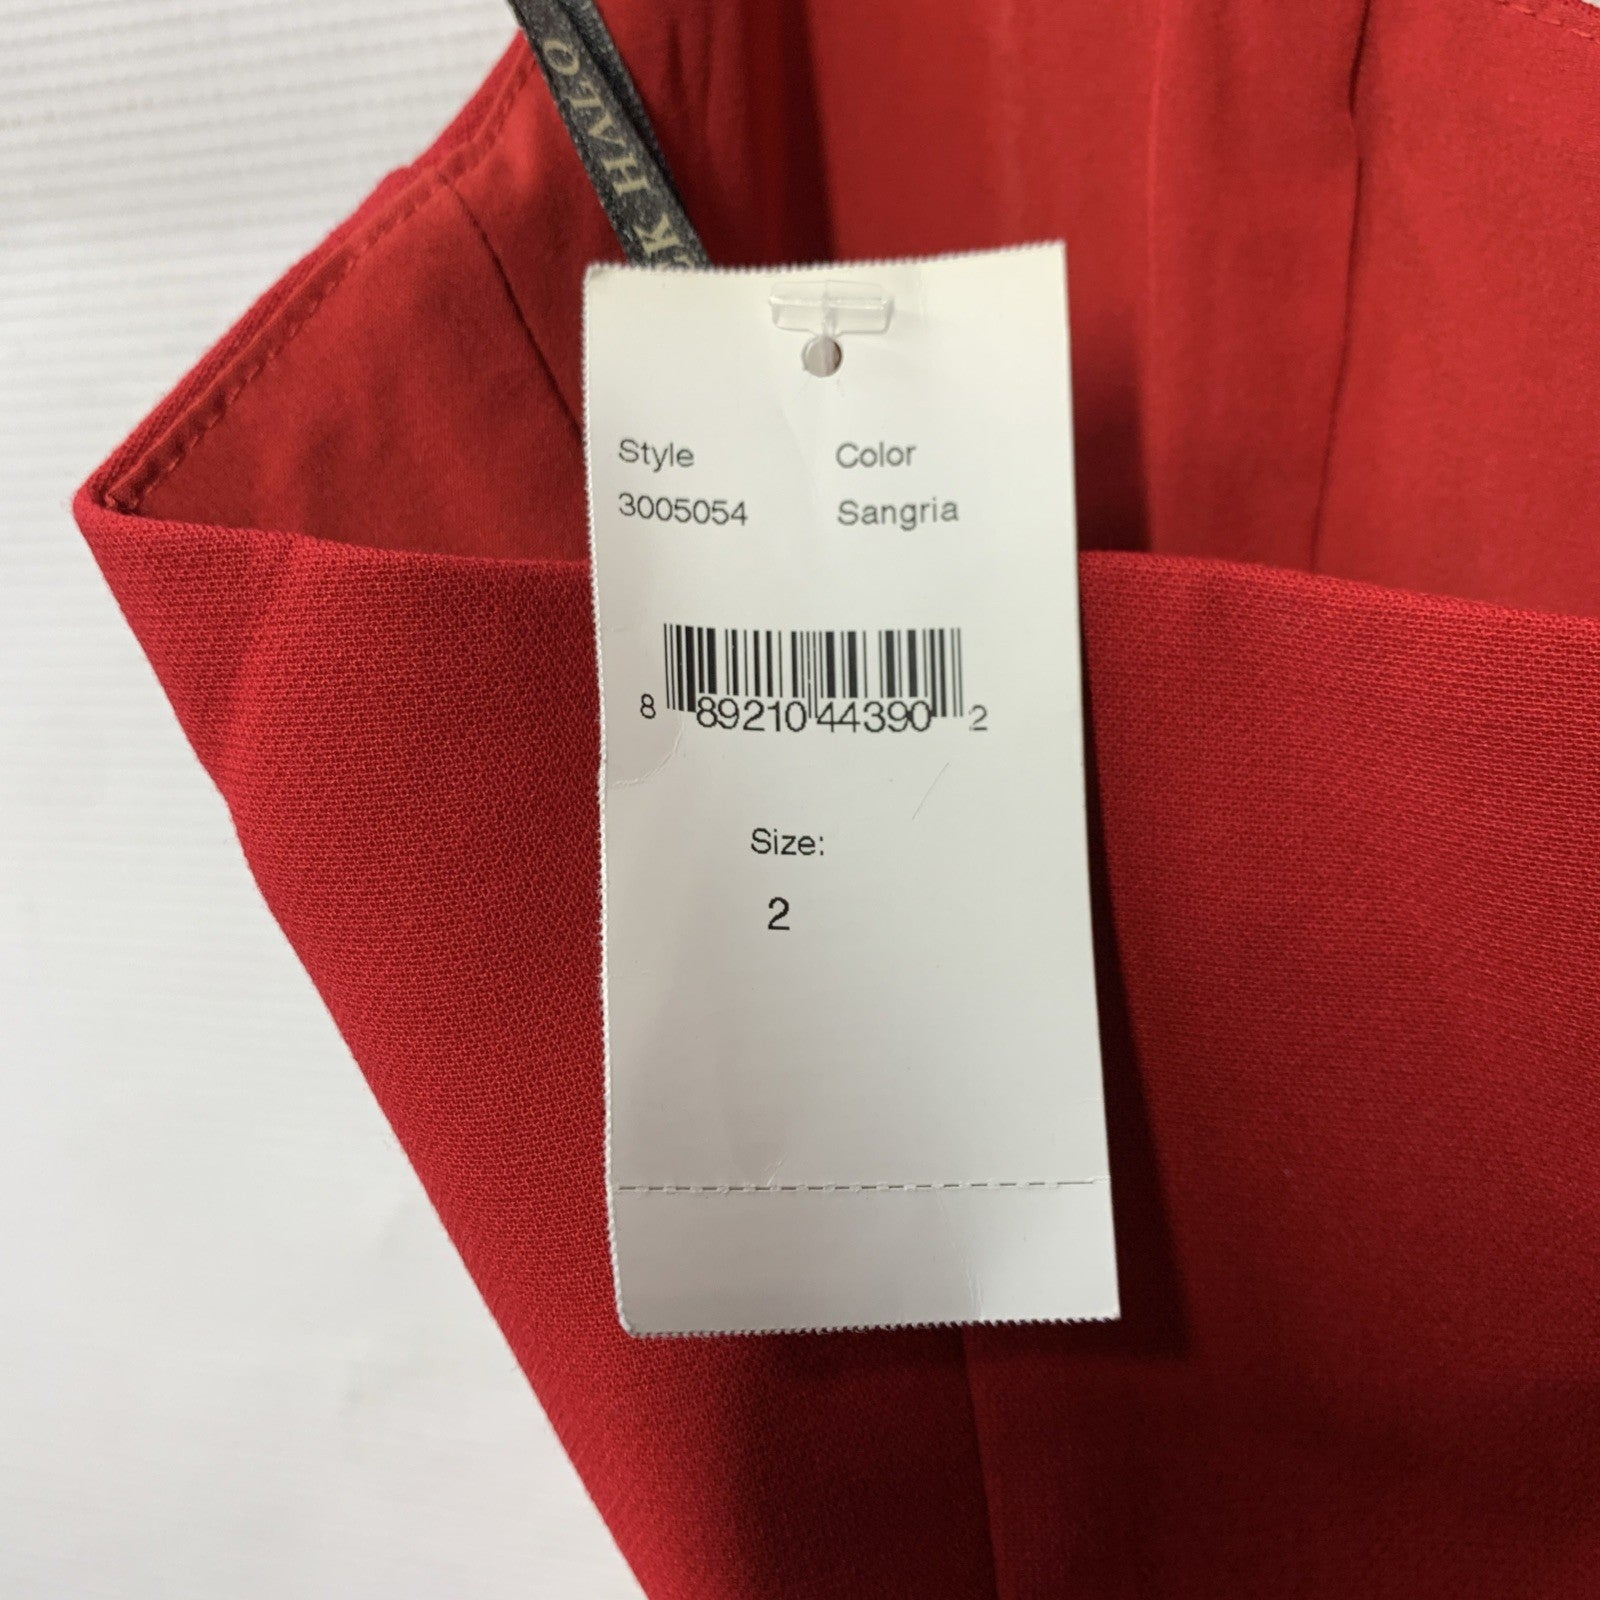 K HALO
Style Color
3005054 Sangria
8 89210 44390 2
Size:
2